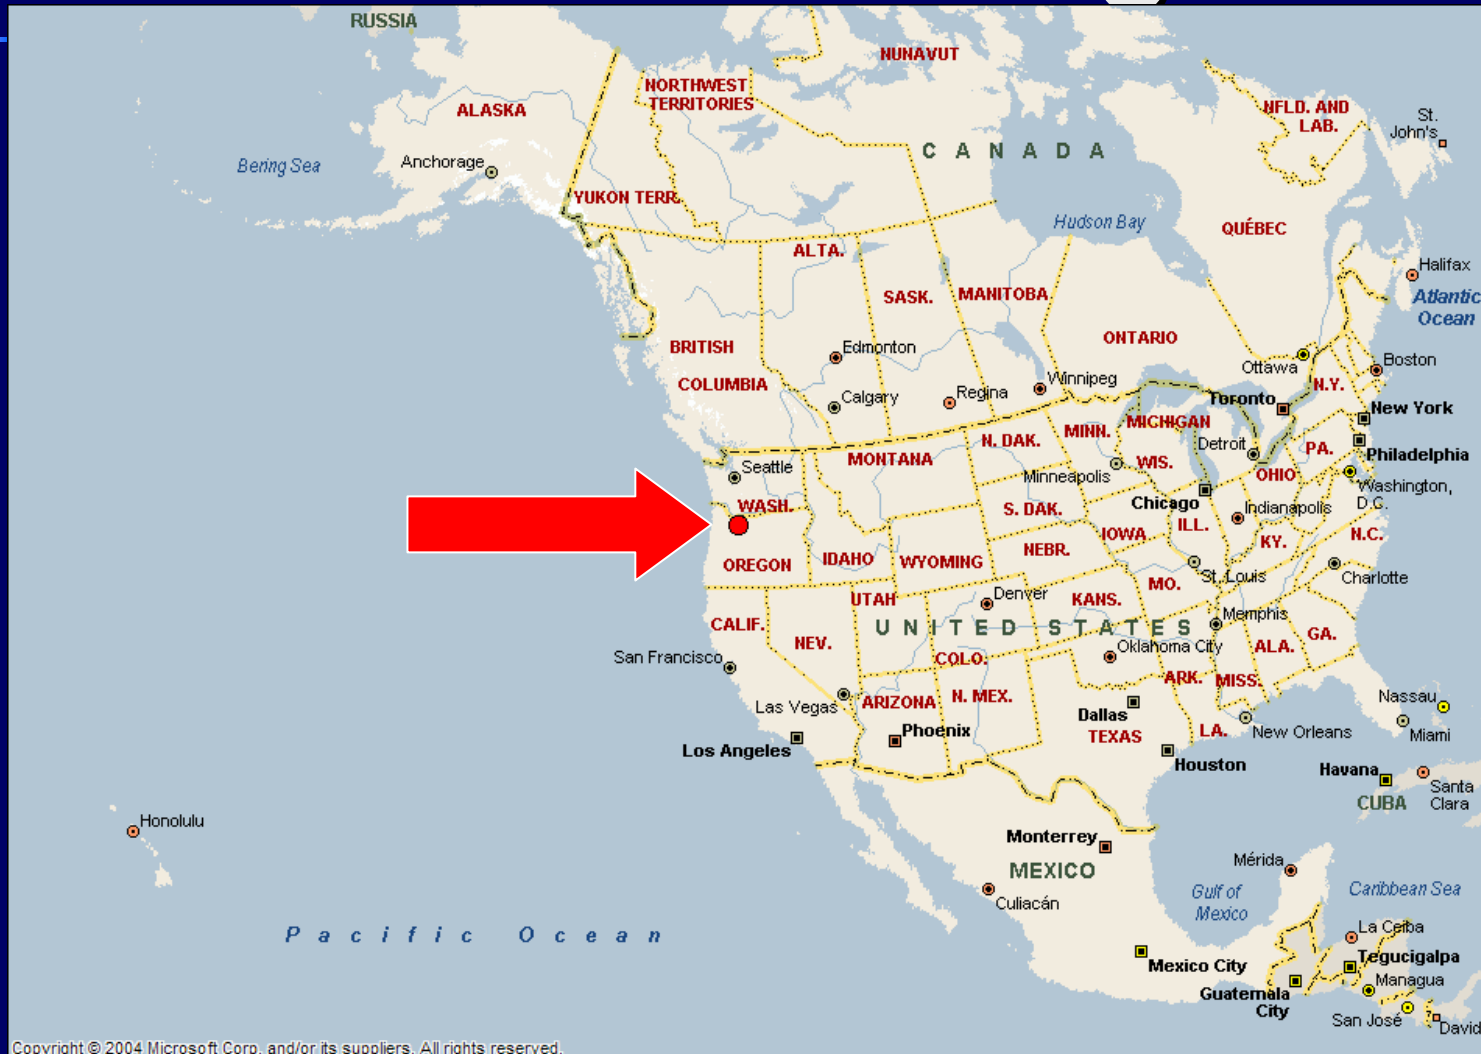 RUSSIA
NUNAVUT
NORTHWEST
TERRITORIES
ALASKA
NFLD. AND
LAB.
St.
John's
CANADA
Bering Sea
Anchorage
YUKON TERR.
Hudson Bay
QUÉBEC
ALTA.
Halifax
SASK.
MANITOBA
Atlantic
Ocean
ONTARIO
BRITISH
COLUMBIA
Edmonton
Ottawa
Boston
Calgary
Regina
Winnipeg
N.Y.
Toronto
New York
MICHIGAN
N. DAK.
MINN.
Detroit
PA.
Philadelphia
MONTANA
Seattle
Minneapolis
WIS.
OHIO
Washington,
D.C.
Chicago
WASH.
S. DAK.
Indianapolis
ILL.
IOWA
KY.
N.C.
OREGON
IDAHO
WYOMING
NEBR.
St. Louis
Charlotte
MO.
UTAH
Denver
KANS.
Memphis
CALIF.
UNITED STATES
NEV.
GA.
ALA.
San Francisco
COLO.
Oklahoma City
ARK.
MISS.
Las Vegas
ARIZONA
N. MEX.
Nassau
Dallas
TEXAS
LA.
New Orleans
Miami
Phoenix
Los Angeles
Houston
Havana
Santa
Clara
CUBA
Honolulu
Monterrey
MEXICO
Mérida
Culiacán
Gulf of
Mexico
Caribbean Sea
La Ceiba
Pacific Ocean
Mexico City
Tegucigalpa
Managua
Guatemala
City
San José
David
Copyright © 2004 Microsoft Corp. and/or its suppliers. All rights reserved.